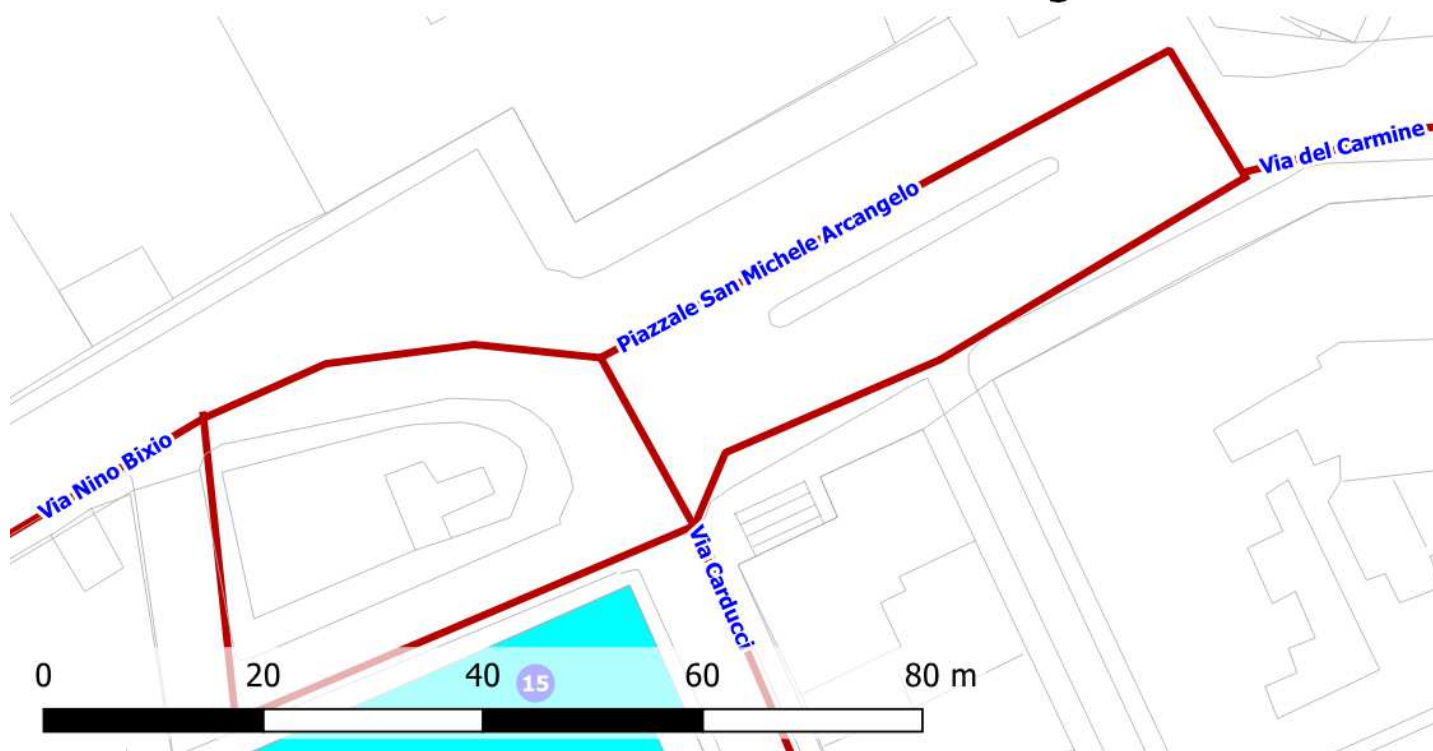 Via del Carmine
Piazzale San Michele Arcangelo
Via Nino Bixio
Via Carducci
0 20 40 60 80 m
15